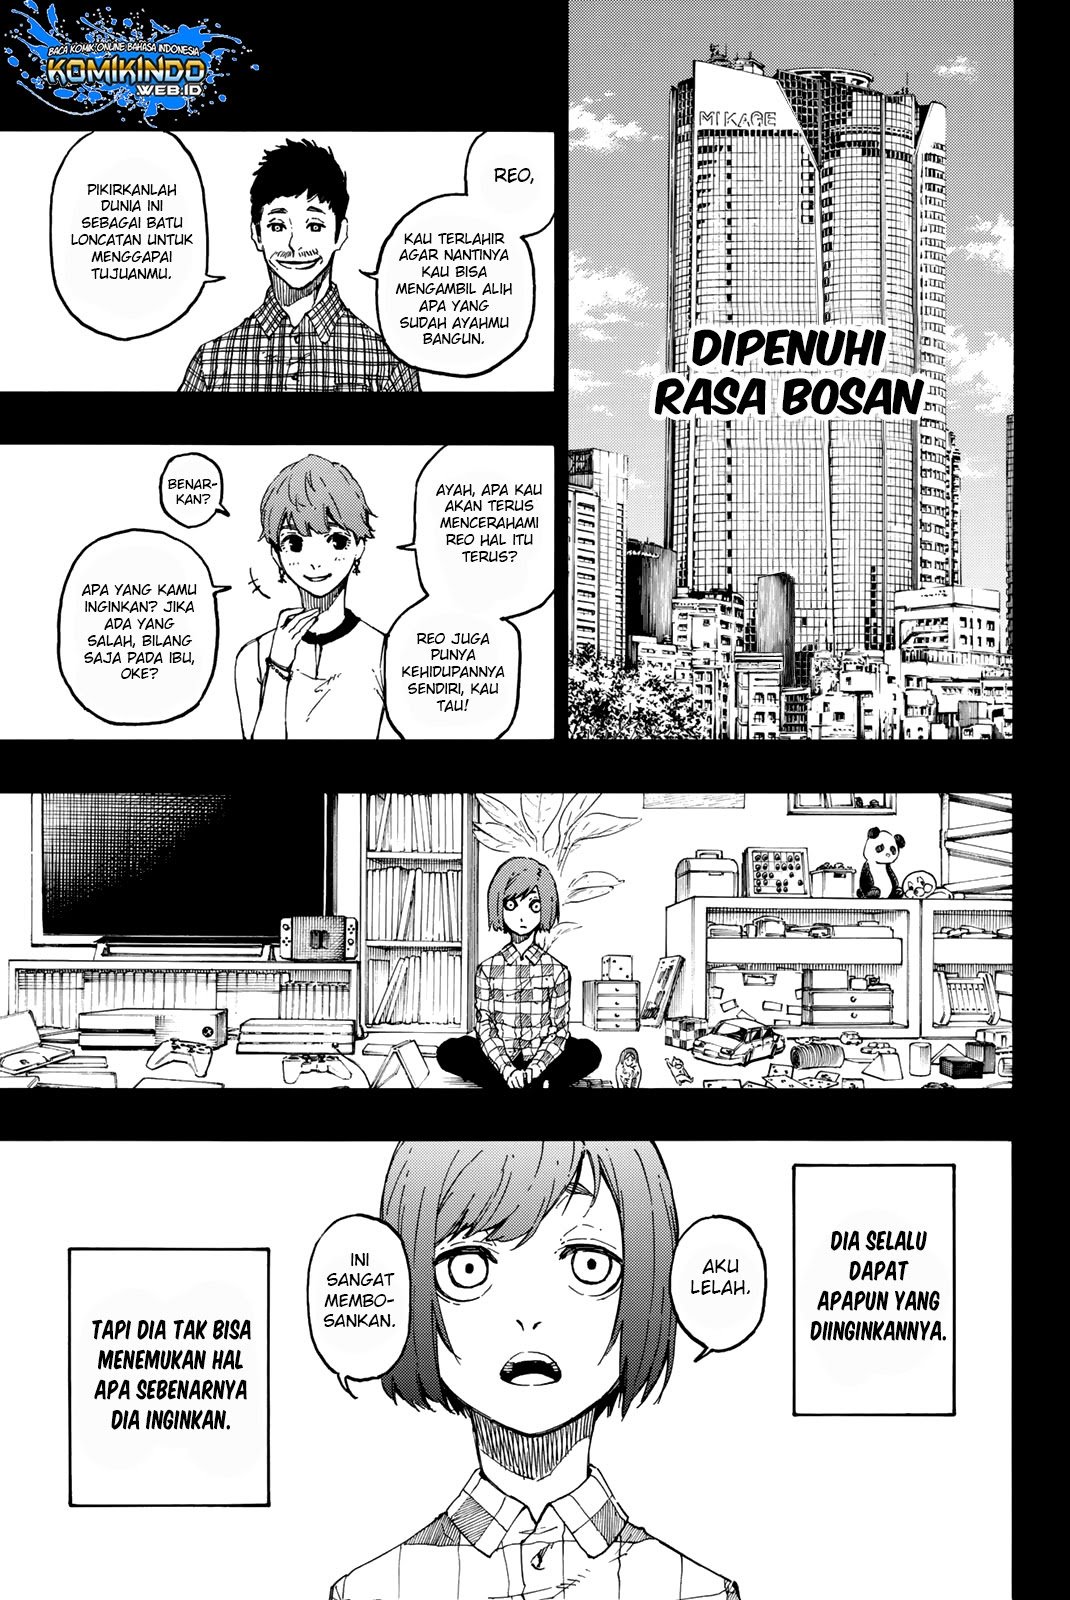 BACA KOMIK ONLINE BAHASA INDONESIA
KOMIKINDO
WEB.ID
MIKAGE
DIPENUHI
RASA BOSAN
REO,
KAU TERLAHIR
AGAR NANTINYA
KAU BISA
MENGAMBIL ALIH
APA YANG
SUDAH AYAHMU
BANGUN.
PIKIRKANLAH
DUNIA INI
SEBAGAI BATU
LONCATAN UNTUK
MENGGAPAI
TUJUANMU.
AYAH, APA KAU
AKAN TERUS
MENCERAHAMI
REO HAL ITU
TERUS?
REO JUGA
PUNYA
KEHIDUPANNYA
SENDIRI, KAU
TAU!
BENAR-
KAN?
APA YANG KAMU
INGINKAN? JIKA
ADA YANG
SALAH, BILANG
SAJA PADA IBU,
OKE?
DIA SELALU
DAPAT
APAPUN YANG
DIINGINKANNYA.
AKU
LELAH.
INI
SANGAT
MEMBO-
SANKAN.
TAPI DIA TAK BISA
MENEMUKAN HAL
APA SEBENARNYA
DIA INGINKAN.